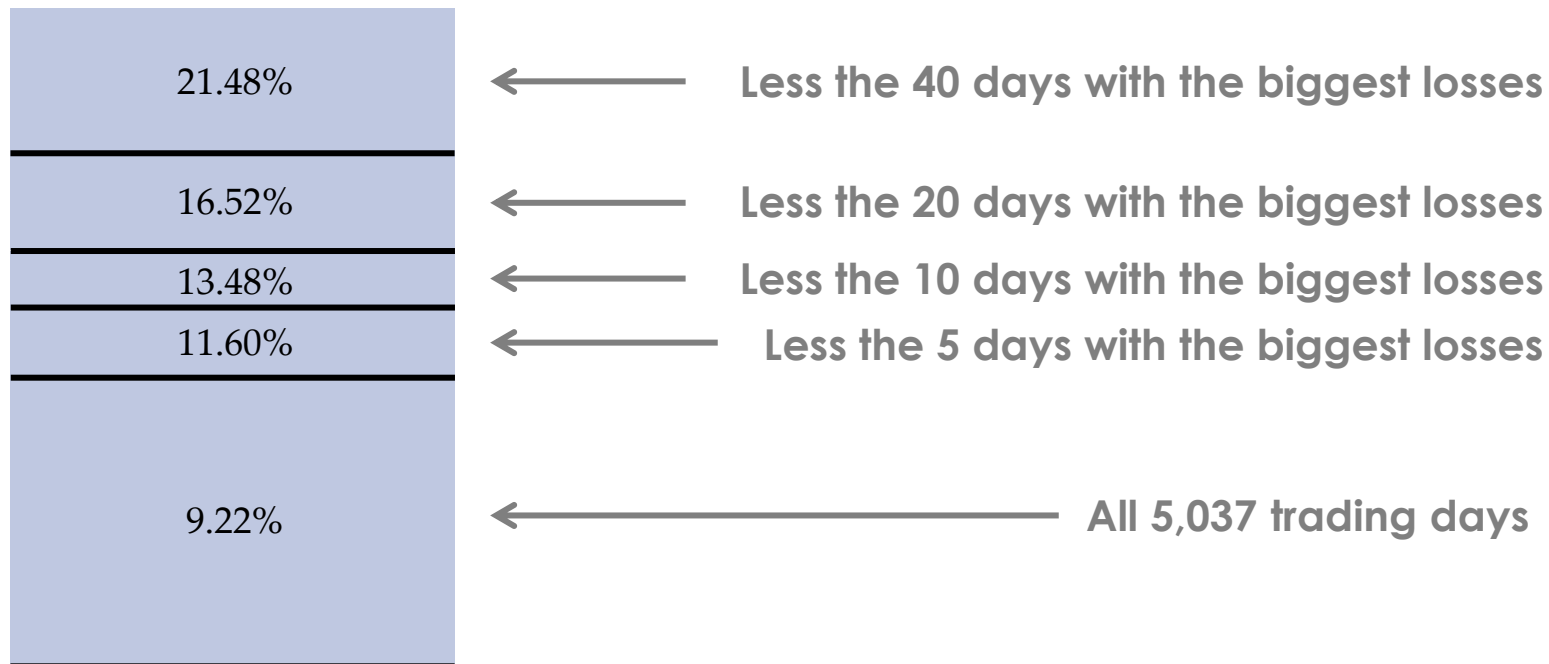 21.48% Less the 40 days with the biggest losses
16.52% Less the 20 days with the biggest losses
13.48% Less the 10 days with the biggest losses
11.60% Less the 5 days with the biggest losses
9.22% All 5,037 trading days